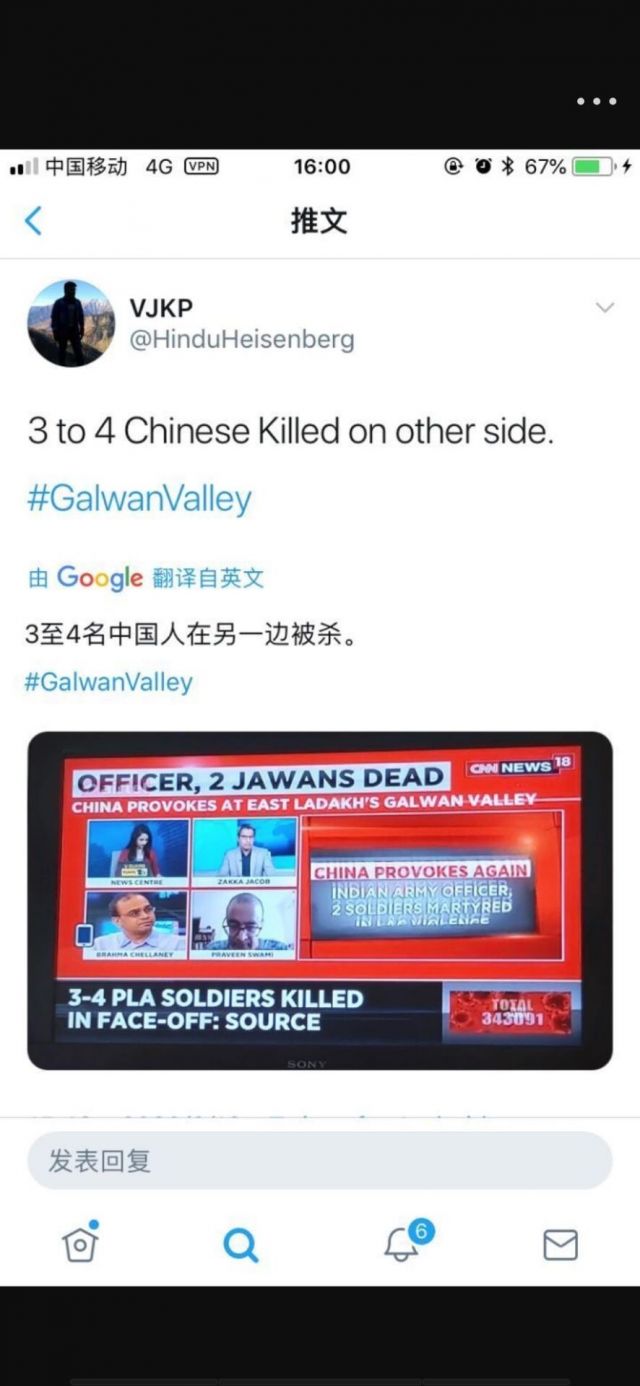 中国移动 4G VPN 16:00 67%
推文
VJKP
@HinduHeisenberg
3 to 4 Chinese Killed on other side.
#GalwanValley
由 Google 翻译自英文
3至4名中国人在另一边被杀。
#GalwanValley
OFFICER, 2 JAWANS DEAD
CNN NEWS 18
CHINA PROVOKES AT EAST LADAKH'S GALWAN VALLEY
NEWS CENTRE
ZAKKA JACOB
BRAHMA CHELLANEY
PRAVEEN SWAMI
CHINA PROVOKES AGAIN
INDIAN ARMY OFFICER,
2 SOLDIERS MARTYRED
IN LAC VIOLENCE
3-4 PLA SOLDIERS KILLED
IN FACE-OFF: SOURCE
TOTAL
343091
SONY
发表回复
6